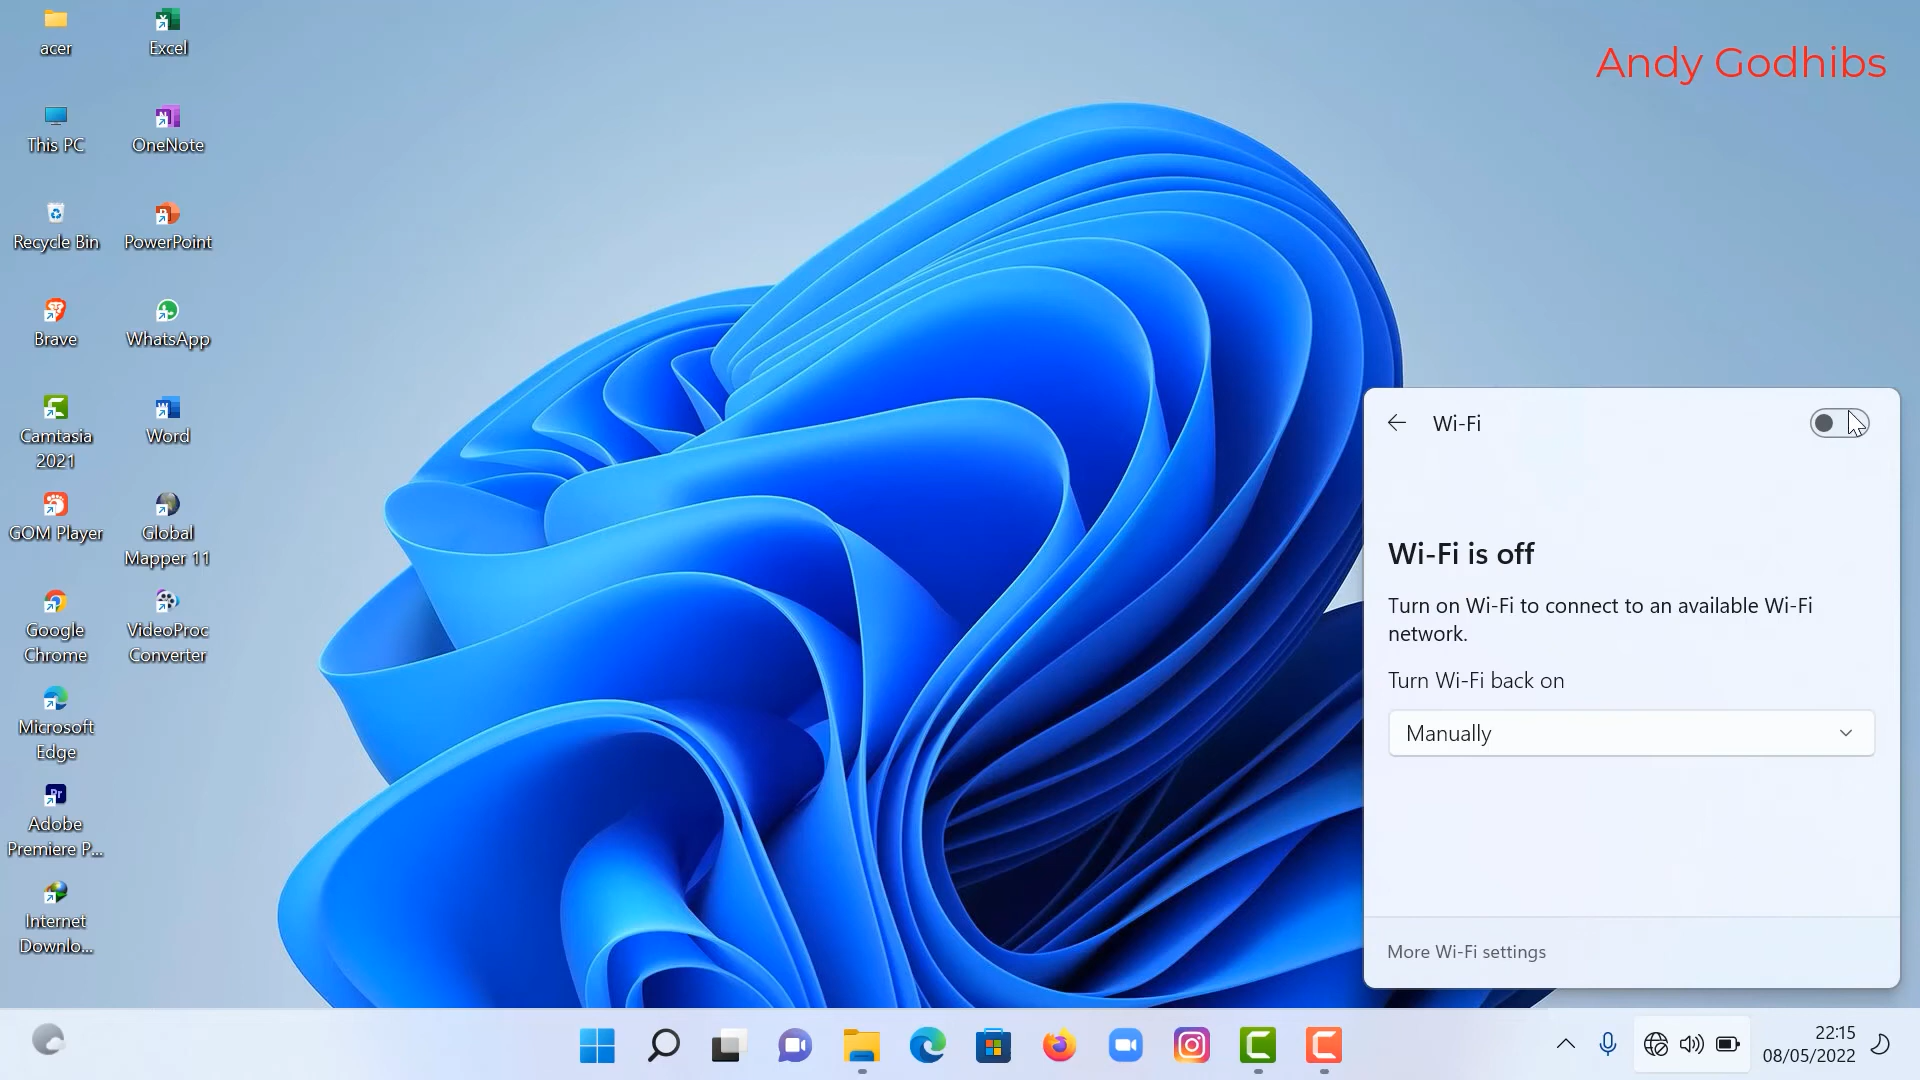 acer
Excel
Andy Godhibs
This PC
OneNote
Recycle Bin
PowerPoint
Brave
WhatsApp
Camtasia
2021
Word
GOM Player
Global
Mapper 11
Google
Chrome
VideoProc
Converter
Microsoft
Edge
Adobe
Premiere P...
Internet
Downlo...
Wi-Fi
Wi-Fi is off
Turn on Wi-Fi to connect to an available Wi-Fi
network.
Turn Wi-Fi back on
Manually
More Wi-Fi settings
22:15
08/05/2022